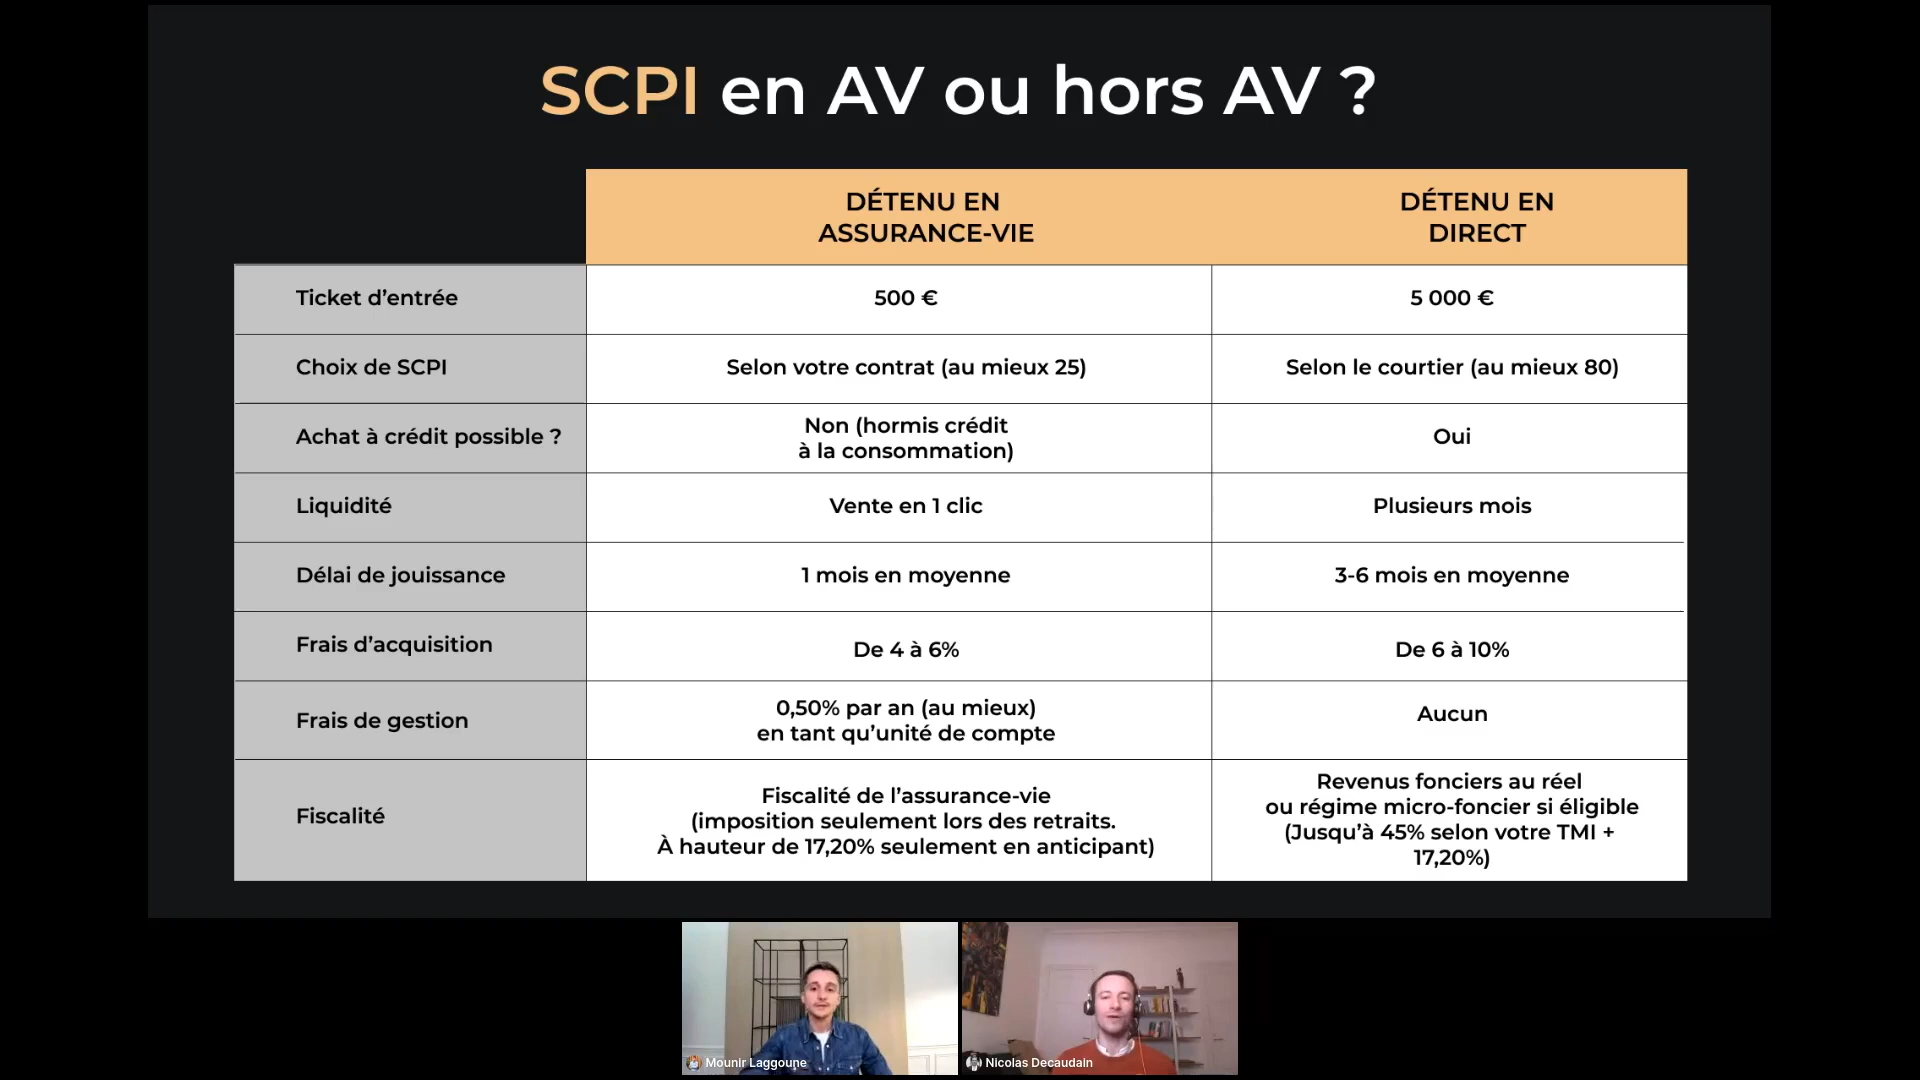 SCPI en AV ou hors AV ?
DÉTENU EN
ASSURANCE-VIE
DÉTENU EN
DIRECT
Ticket d’entrée
500 €
5 000 €
Choix de SCPI
Selon votre contrat (au mieux 25)
Selon le courtier (au mieux 80)
Achat à crédit possible ?
Non (hormis crédit
à la consommation)
Oui
Liquidité
Vente en 1 clic
Plusieurs mois
Délai de jouissance
1 mois en moyenne
3-6 mois en moyenne
Frais d’acquisition
De 4 à 6%
De 6 à 10%
Frais de gestion
0,50% par an (au mieux)
en tant qu’unité de compte
Aucun
Fiscalité
Fiscalité de l’assurance-vie
(imposition seulement lors des retraits.
À hauteur de 17,20% seulement en anticipant)
Revenus fonciers au réel
ou régime micro-foncier si éligible
(Jusqu’à 45% selon votre TMI +
17,20%)
Mounir Laggoune
Nicolas Decaudain